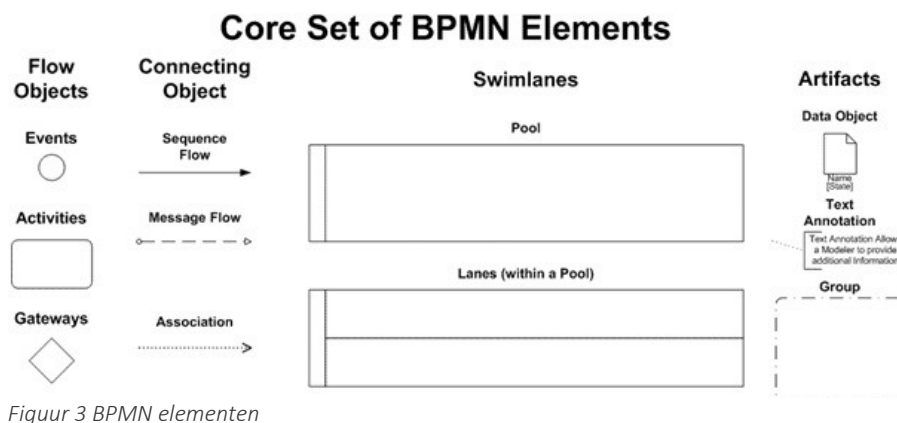 Core Set of BPMN Elements
Flow
Objects
Events
Activities
Gateways
Connecting
Object
Sequence
Flow
Message Flow
Association
Swimlanes
Pool
Lanes (within a Pool)
Artifacts
Data Object
Name
[State]
Text
Annotation
Text Annotation Allow
a Modeler to provide
additional Information
Group
Figuur 3 BPMN elementen